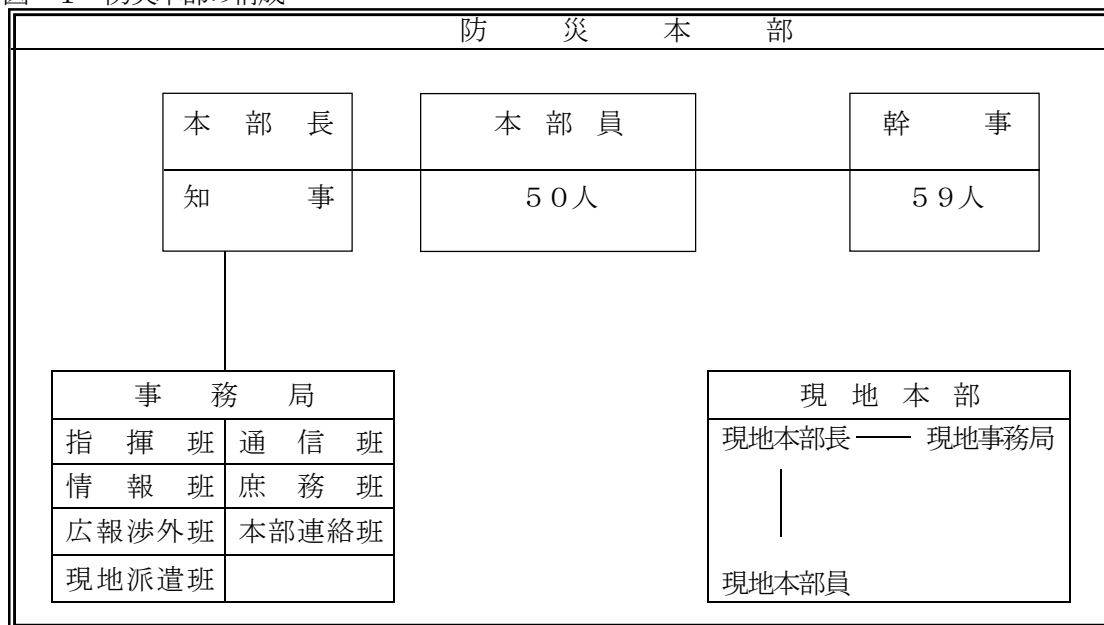 防災本部
本部長 本部員 幹事
知事 50人 59人
事務局 現地本部
指揮班 通信班 現地本部長 現地事務局
情報班 庶務班
広報渉外班 本部連絡班
現地派遣班 現地本部員